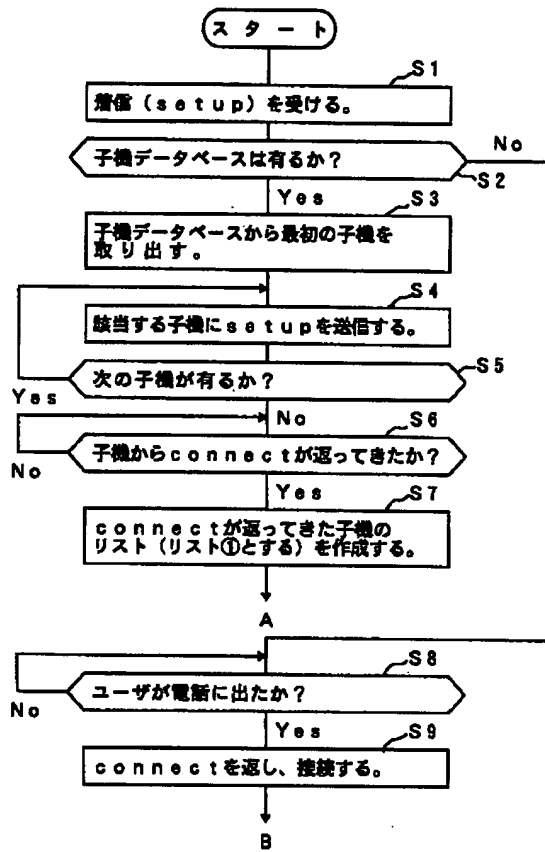 スタート
S1
着信(setup)を受ける。
子機データベースは有るか?
No
S2
Yes
S3
子機データベースから最初の子機を
取り出す。
S4
該当する子機にsetupを送信する。
S5
次の子機が有るか?
Yes
No
S6
子機からconnectが返ってきたか?
No
Yes
S7
connectが返ってきた子機の
リスト(リスト①とする)を作成する。
A
S8
ユーザが電話に出たか?
No
Yes
S9
connectを返し、接続する。
B